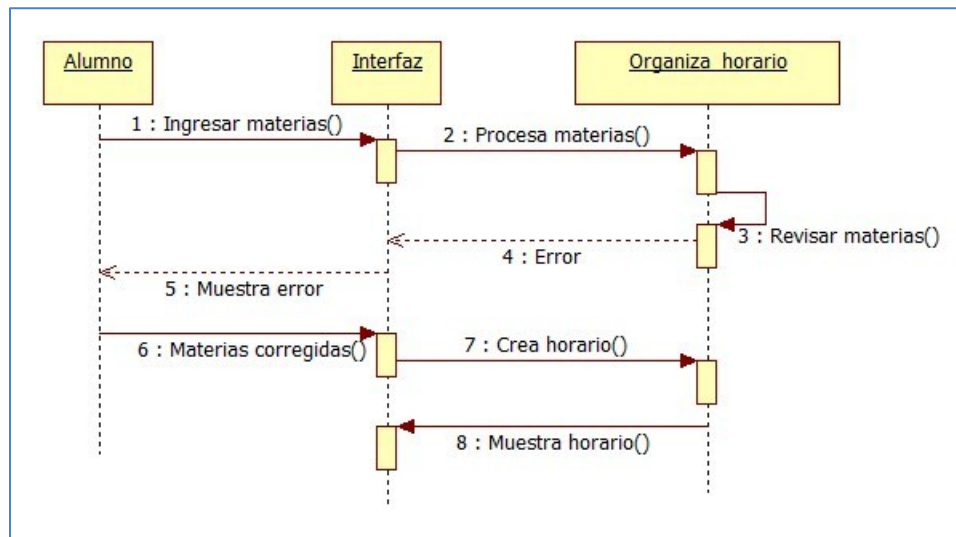 Alumno
Interfaz
Organiza horario
1 : Ingresar materias()
2 : Procesa materias()
3 : Revisar materias()
4 : Error
5 : Muestra error
6 : Materias corregidas()
7 : Crea horario()
8 : Muestra horario()